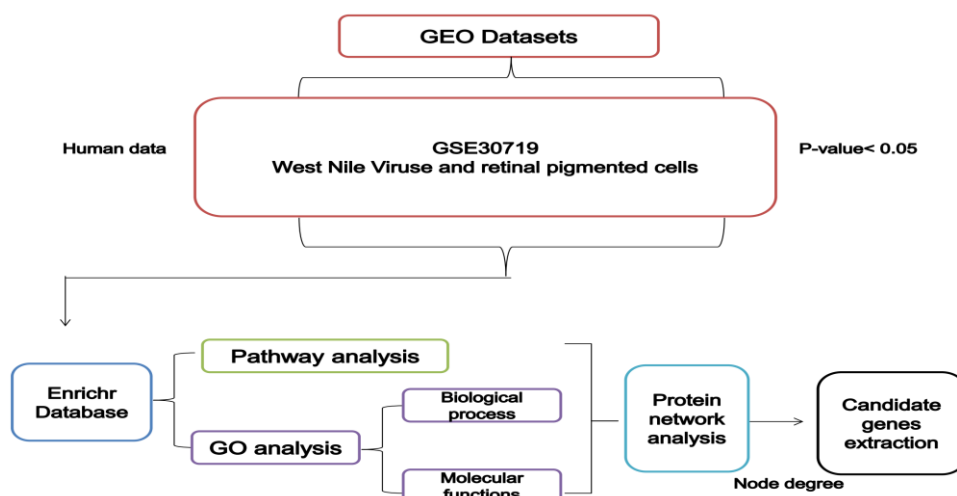 GEO Datasets
Human data
GSE30719
West Nile Viruse and retinal pigmented cells
P-value< 0.05
Pathway analysis
Enrichr
Database
GO analysis
Biological
process
Molecular
functions
Protein
network
analysis
Node degree
Candidate
genes
extraction